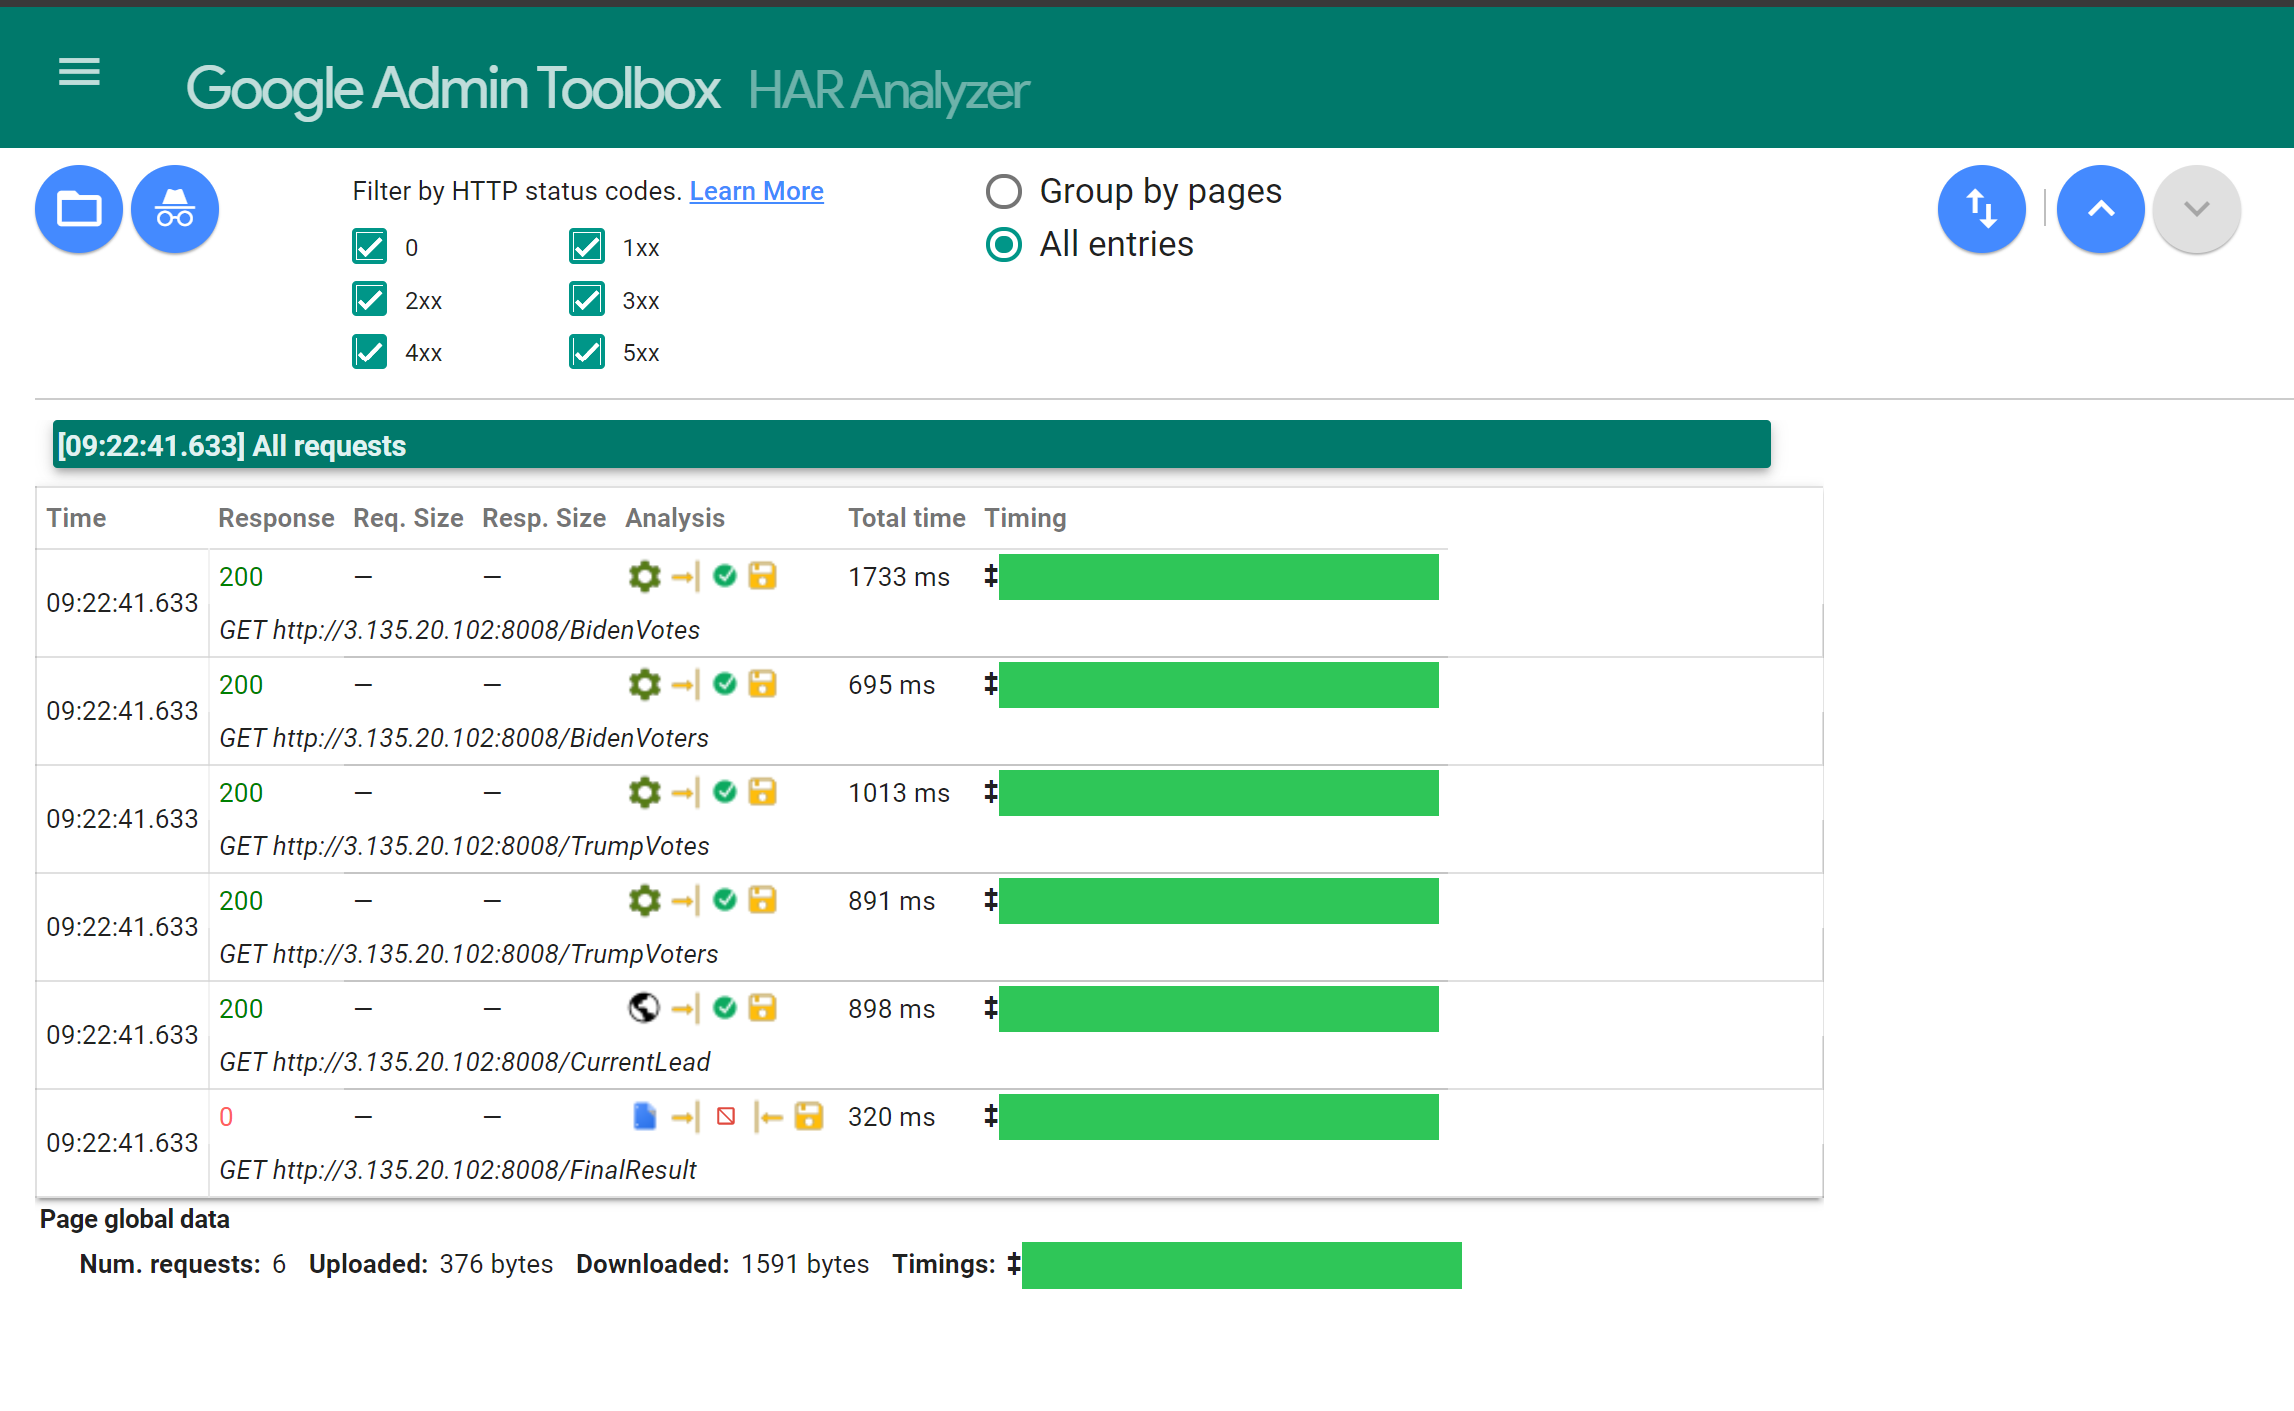 Google Admin Toolbox HAR Analyzer
Filter by HTTP status codes. Learn More
0 1xx
2xx 3xx
4xx 5xx
Group by pages
All entries
[09:22:41.633] All requests
Time Response Req. Size Resp. Size Analysis Total time Timing
09:22:41.633
200 — — 1733 ms ‡
GET http://3.135.20.102:8008/BidenVotes
09:22:41.633
200 — — 695 ms ‡
GET http://3.135.20.102:8008/BidenVoters
09:22:41.633
200 — — 1013 ms ‡
GET http://3.135.20.102:8008/TrumpVotes
09:22:41.633
200 — — 891 ms ‡
GET http://3.135.20.102:8008/TrumpVoters
09:22:41.633
200 — — 898 ms ‡
GET http://3.135.20.102:8008/CurrentLead
09:22:41.633
0 — — 320 ms ‡
GET http://3.135.20.102:8008/FinalResult
Page global data
Num. requests: 6 Uploaded: 376 bytes Downloaded: 1591 bytes Timings: ‡